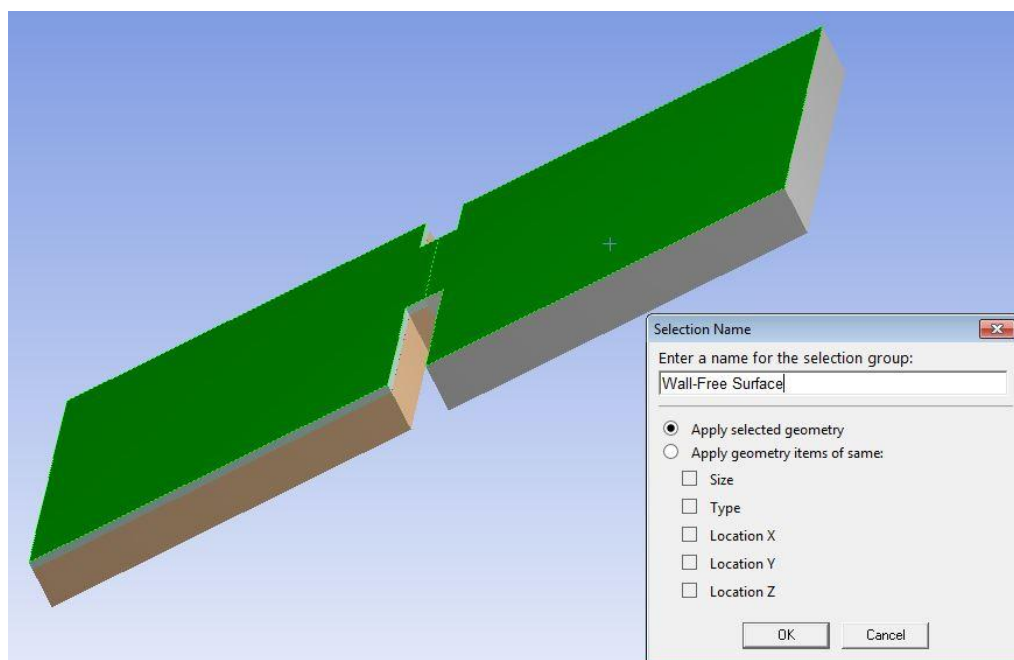 Selection Name
Enter a name for the selection group:
Wall-Free Surface
Apply selected geometry
Apply geometry items of same:
Size
Type
Location X
Location Y
Location Z
OK Cancel